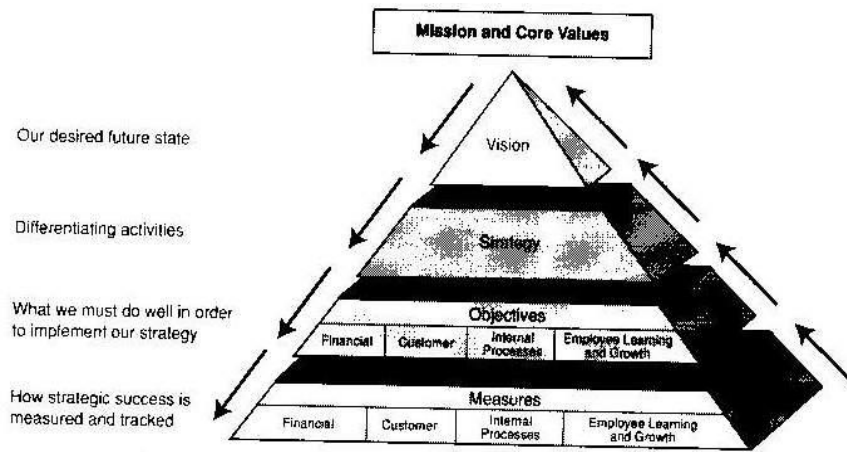 Mission and Core Values
Our desired future state
Vision
Differentiating activities
Strategy
What we must do well in order
to implement our strategy
Objectives
Financial
Customer
Internal
Processes
Employee Learning
and Growth
How strategic success is
measured and tracked
Measures
Financial
Customer
Internal
Processes
Employee Learning
and Growth